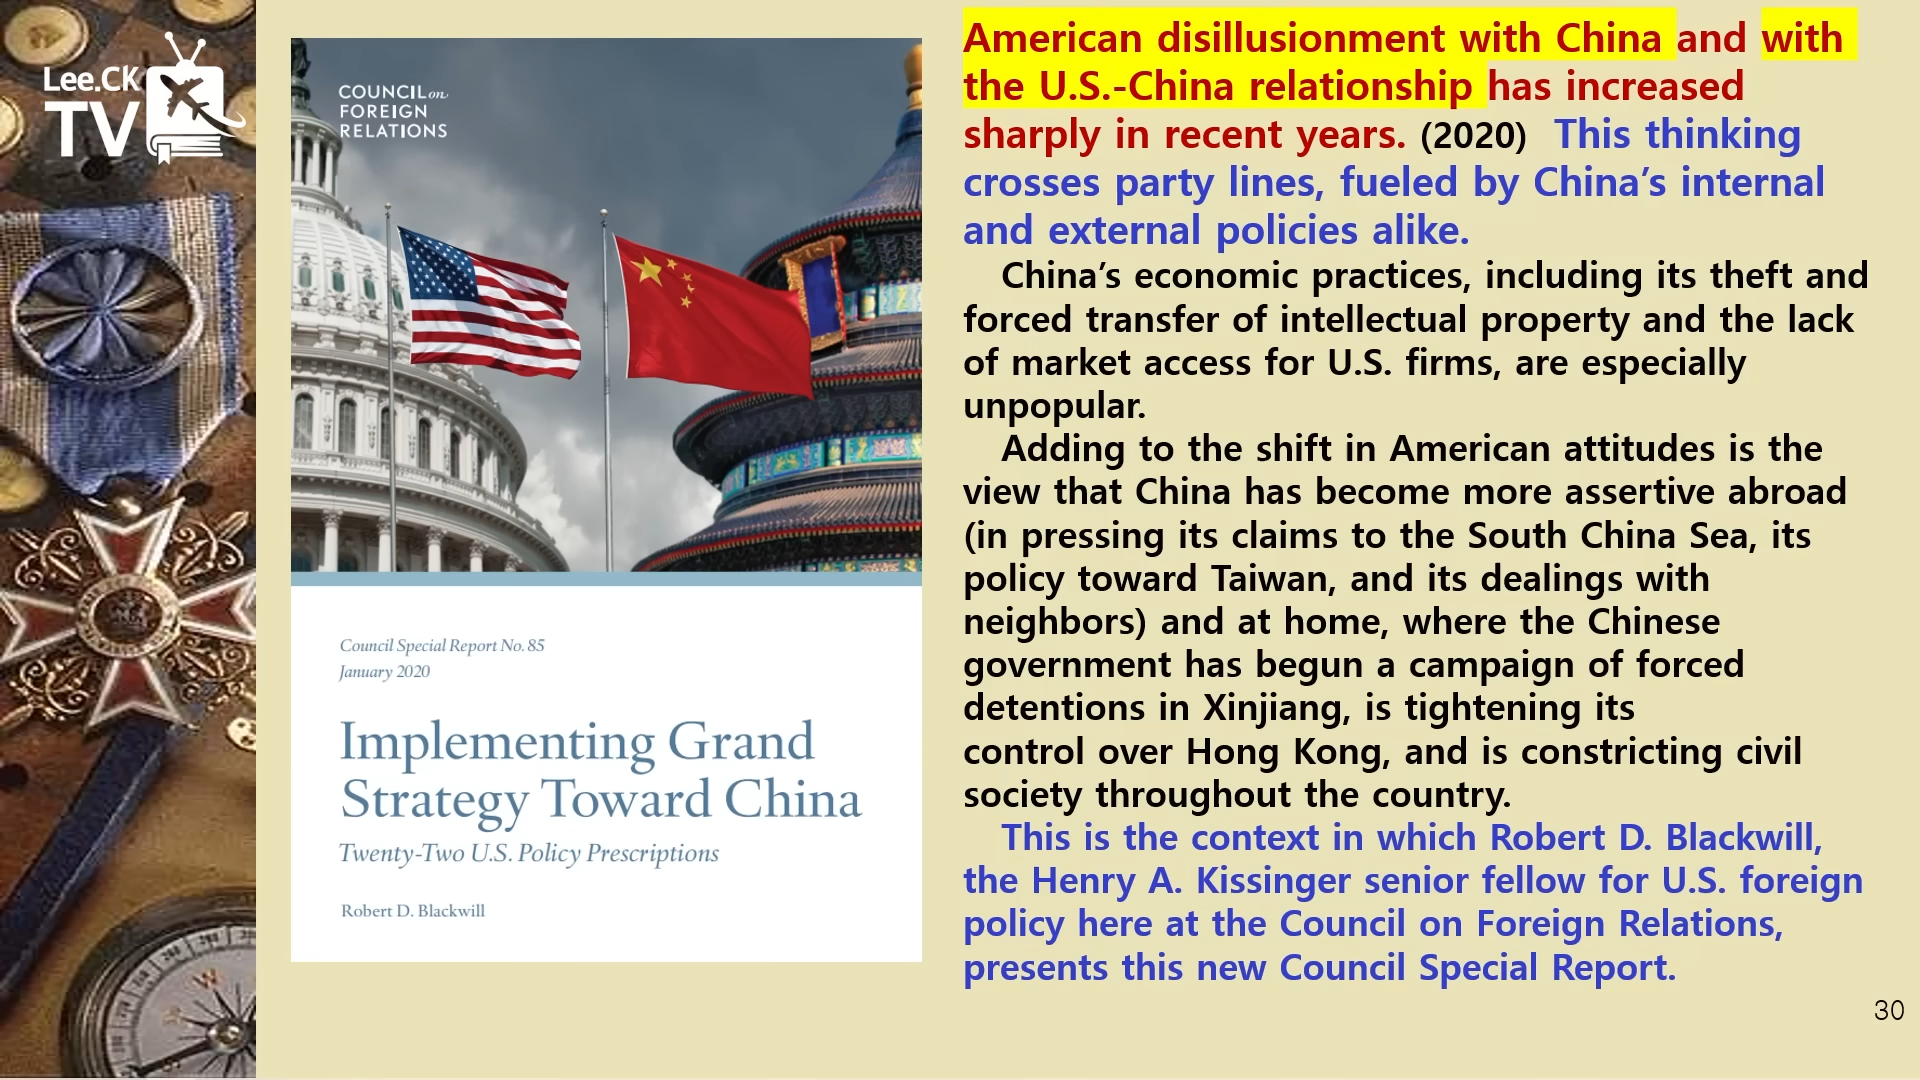 Lee.CK
TV
COUNCIL on
FOREIGN
RELATIONS
Council Special Report No. 85
January 2020
Implementing Grand
Strategy Toward China
Twenty-Two U.S. Policy Prescriptions
Robert D. Blackwill
American disillusionment with China and with
the U.S.-China relationship has increased
sharply in recent years. (2020) This thinking
crosses party lines, fueled by China’s internal
and external policies alike.
China’s economic practices, including its theft and
forced transfer of intellectual property and the lack
of market access for U.S. firms, are especially
unpopular.
Adding to the shift in American attitudes is the
view that China has become more assertive abroad
(in pressing its claims to the South China Sea, its
policy toward Taiwan, and its dealings with
neighbors) and at home, where the Chinese
government has begun a campaign of forced
detentions in Xinjiang, is tightening its
control over Hong Kong, and is constricting civil
society throughout the country.
This is the context in which Robert D. Blackwill,
the Henry A. Kissinger senior fellow for U.S. foreign
policy here at the Council on Foreign Relations,
presents this new Council Special Report.
30